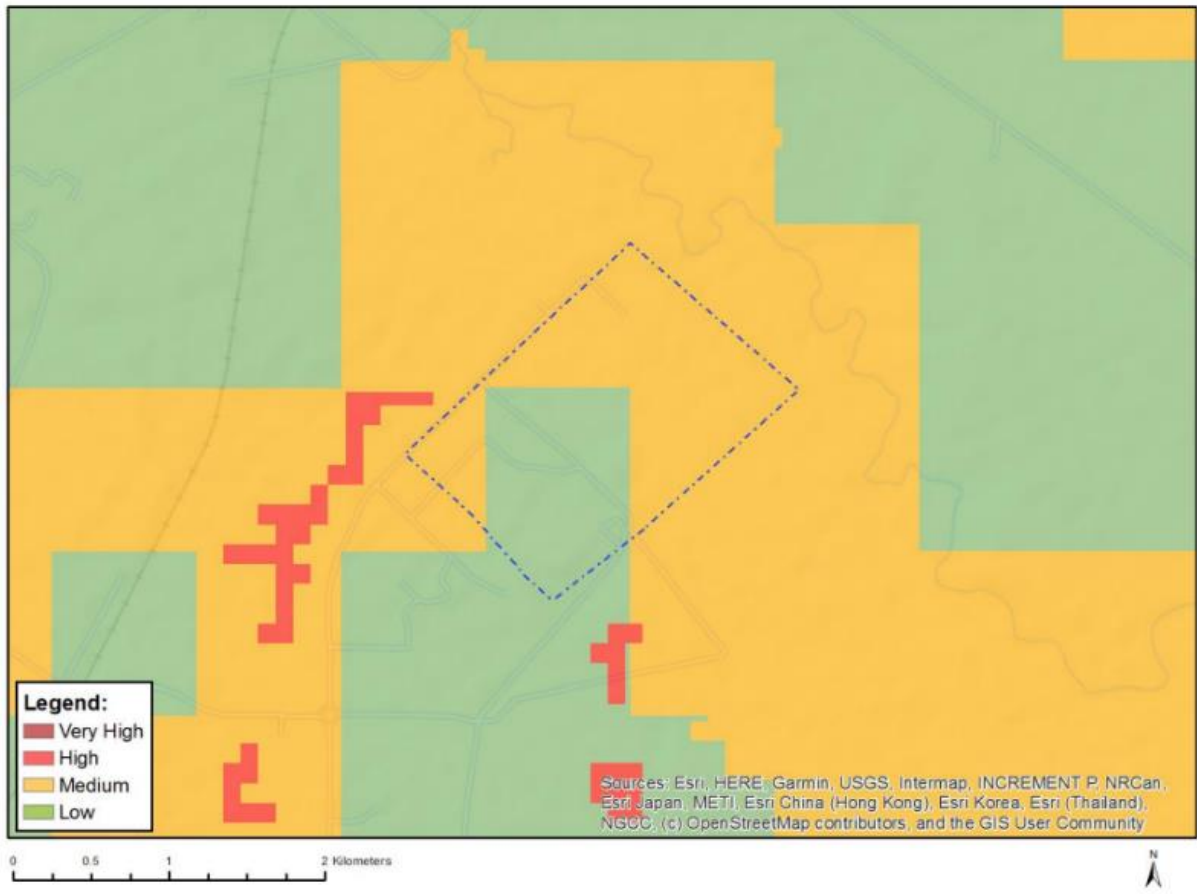 Legend:
Very High
High
Medium
Low
Sources: Esri, HERE, Garmin, USGS, Intermap, INCREMENT P, NRCan,
Esri Japan, METI, Esri China (Hong Kong), Esri Korea, Esri (Thailand),
NGCC, (c) OpenStreetMap contributors, and the GIS User Community
0 0.5 1 2 Kilometers
N